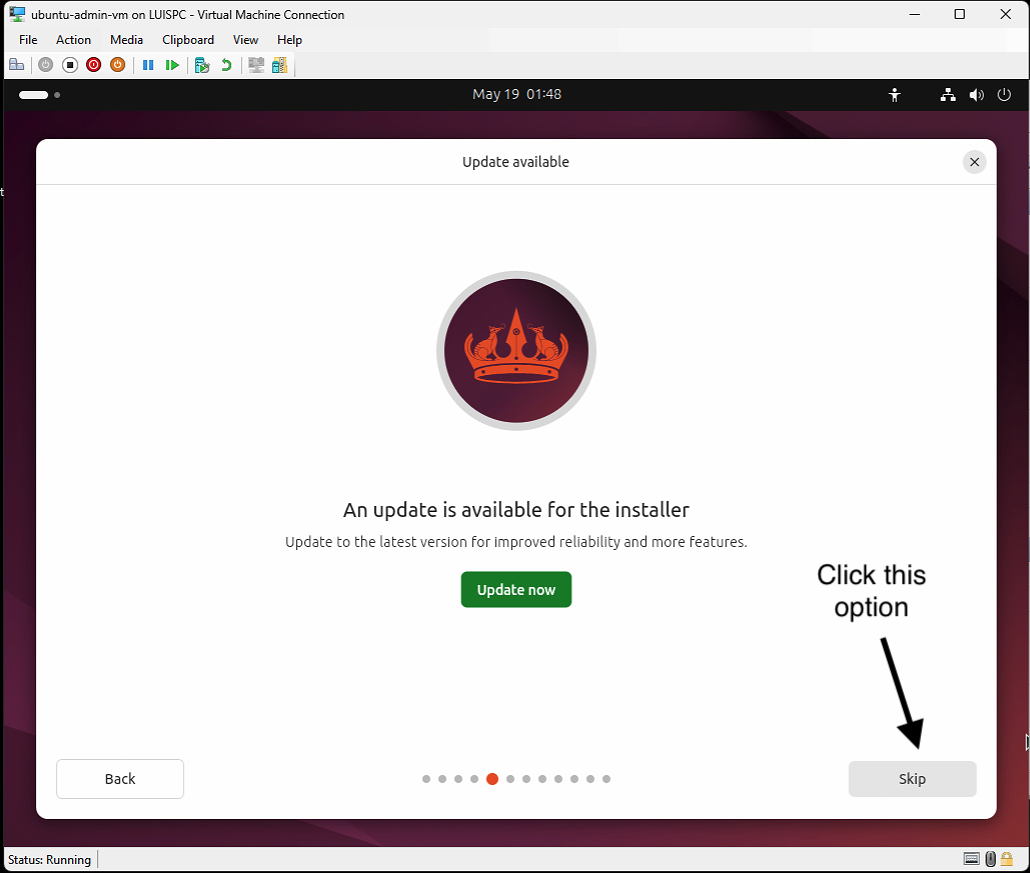 ubuntu-admin-vm on LUISPC - Virtual Machine Connection
File Action Media Clipboard View Help
May 19 01:48
t
Update available
An update is available for the installer
Update to the latest version for improved reliability and more features.
Update now
Click this
option
Back
Skip
Status: Running